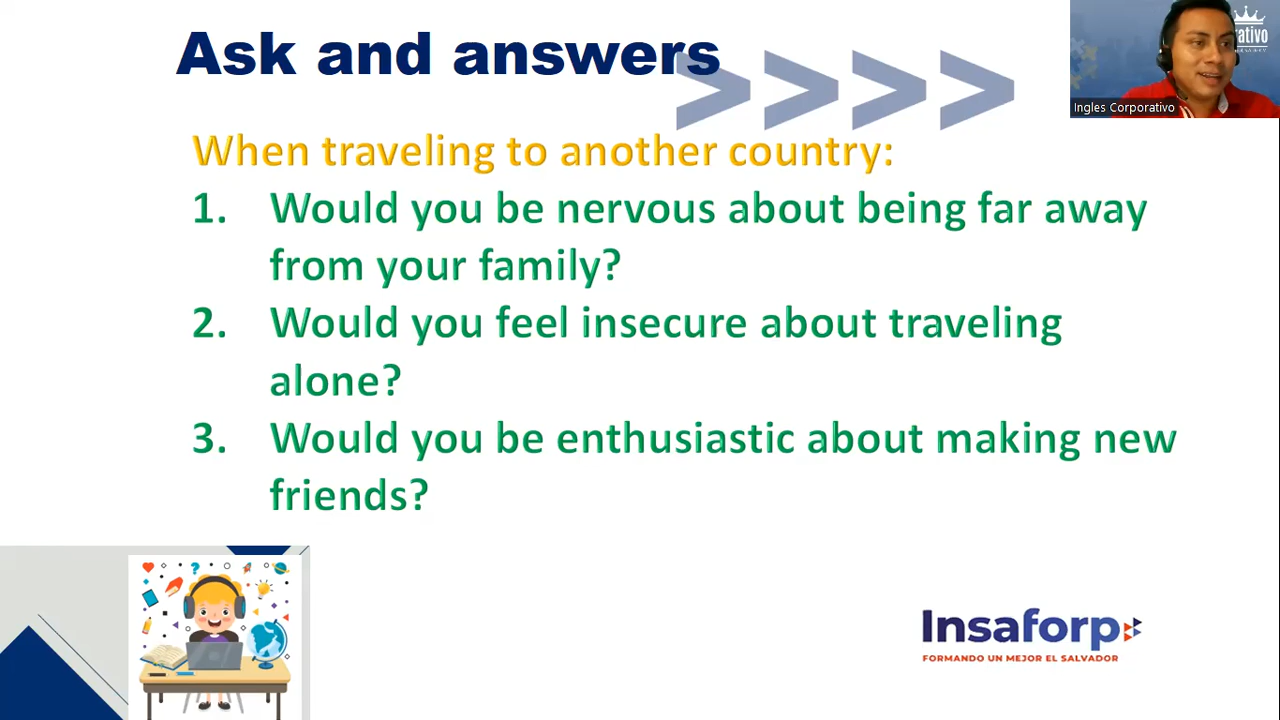 Ask and answers
When traveling to another country:
1. Would you be nervous about being far away
from your family?
2. Would you feel insecure about traveling
alone?
3. Would you be enthusiastic about making new
friends?
Ingles Corporativo
Insaforp
FORMANDO UN MEJOR EL SALVADOR